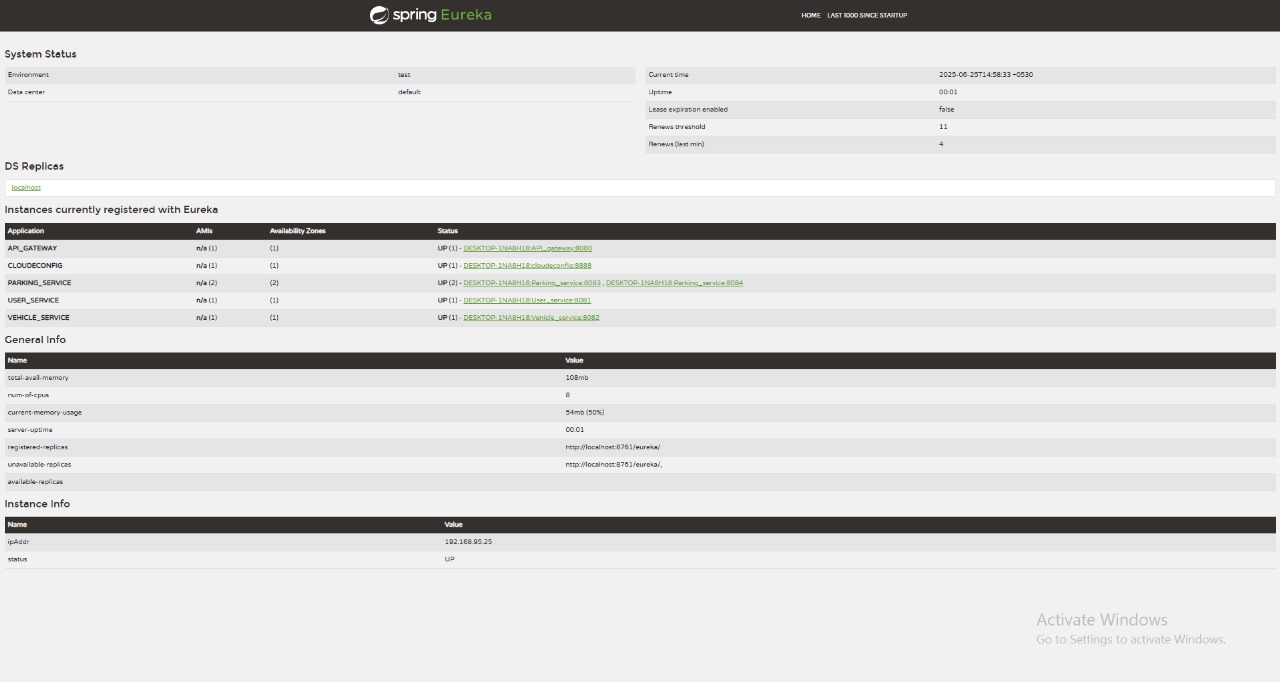 spring Eureka
HOME LAST 1000 SINCE STARTUP
System Status
Environment test
Data center default
Current time 2025-06-25T14:58:33 +0530
Uptime 00:01
Lease expiration enabled false
Renews threshold 11
Renews (last min) 4
DS Replicas
localhost
Instances currently registered with Eureka
Application AMIs Availability Zones Status
API_GATEWAY n/a (1) (1) UP (1) - DESKTOP-1NA8H18:API_gateway:8080
CLOUDECONFIG n/a (1) (1) UP (1) - DESKTOP-1NA8H18:cloudeconfig:8888
PARKING_SERVICE n/a (2) (2) UP (2) - DESKTOP-1NA8H18:Parking_service:8083 , DESKTOP-1NA8H18:Parking_service:8084
USER_SERVICE n/a (1) (1) UP (1) - DESKTOP-1NA8H18:User_service:8081
VEHICLE_SERVICE n/a (1) (1) UP (1) - DESKTOP-1NA8H18:Vehicle_service:8082
General Info
Name Value
total-avail-memory 108mb
num-of-cpus 8
current-memory-usage 54mb (50%)
server-uptime 00:01
registered-replicas http://localhost:8761/eureka/
unavailable-replicas http://localhost:8761/eureka/,
available-replicas
Instance Info
Name Value
ipAddr 192.168.95.25
status UP
Activate Windows
Go to Settings to activate Windows.